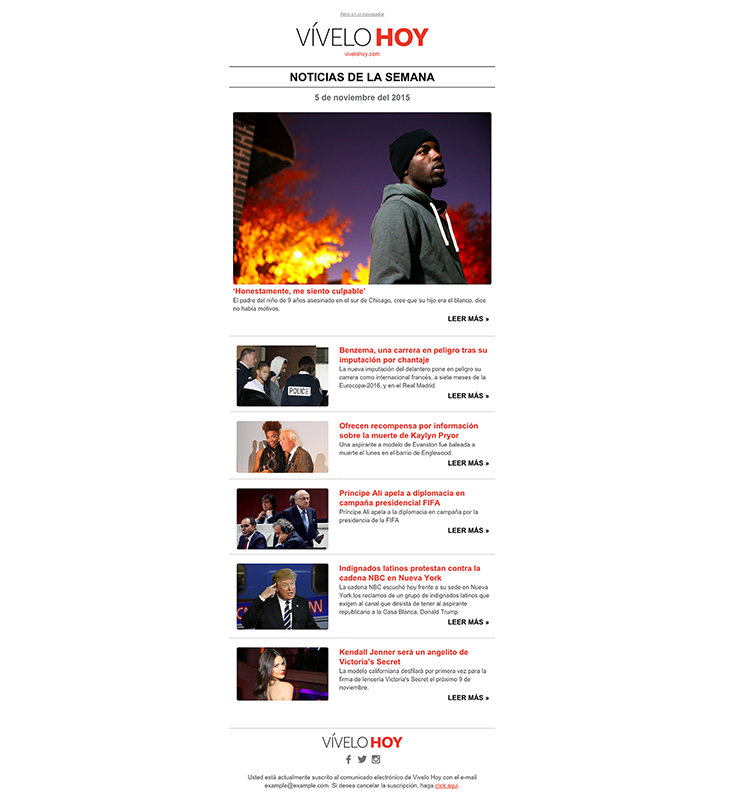 Abre en el navegador
VÍVELO HOY
vivelohoy.com
NOTICIAS DE LA SEMANA
5 de noviembre del 2015
‘Honestamente, me siento culpable’
El padre del niño de 9 años asesinado en el sur de Chicago, cree que su hijo era el blanco, dice
no había motivos.
LEER MÁS »
Benzema, una carrera en peligro tras su
imputación por chantaje
La nueva imputación del delantero pone en peligro su
carrera como internacional francés, a siete meses de la
Eurocopa-2016, y en el Real Madrid.
LEER MÁS »
POLICE
Ofrecen recompensa por información
sobre la muerte de Kaylyn Pryor
Una aspirante a modelo de Evanston fue baleada a
muerte el lunes en el barrio de Englewood.
LEER MÁS »
Príncipe Alí apela a diplomacia en
campaña presidencial FIFA
Príncipe Alí apela a la diplomacia en campaña por la
presidencia de la FIFA
LEER MÁS »
Indignados latinos protestan contra la
cadena NBC en Nueva York
La cadena NBC escuchó hoy frente a su sede en Nueva
York los reclamos de un grupo de indignados latinos que
exigen al canal que desista de tener al aspirante
republicano a la Casa Blanca, Donald Trump
LEER MÁS »
Kendall Jenner será un angelito de
Victoria's Secret
La modelo californiana desfilará por primera vez para la
firma de lencería Victoria's Secret el próximo 9 de
noviembre.
LEER MÁS »
VÍVELO HOY
Usted está actualmente suscrito al comunicado electrónico de Vívelo Hoy con el e-mail
example@example.com. Si desea cancelar la suscripción, haga click aquí.